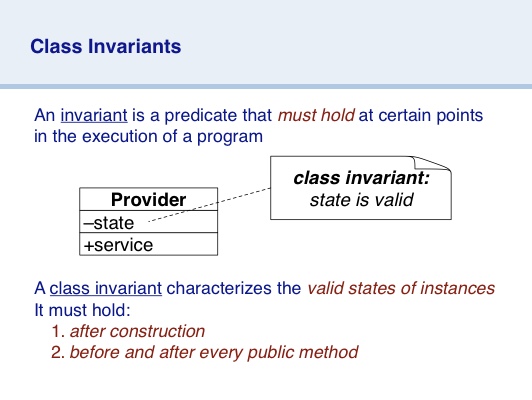 Class Invariants
An invariant is a predicate that must hold at certain points
in the execution of a program
class invariant:
state is valid
Provider
–state
+service
A class invariant characterizes the valid states of instances
It must hold:
1. after construction
2. before and after every public method